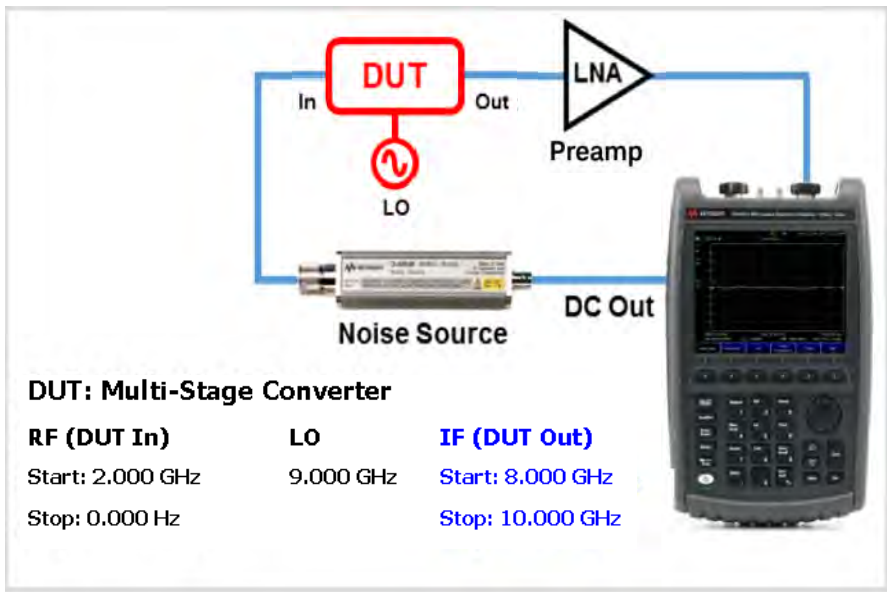 DUT
LNA
In
Out
Preamp
LO
KEYSIGHT
DC Out
Noise Source
DUT: Multi-Stage Converter
RF (DUT In) LO IF (DUT Out)
Start: 2.000 GHz 9.000 GHz Start: 8.000 GHz
Stop: 0.000 Hz Stop: 10.000 GHz